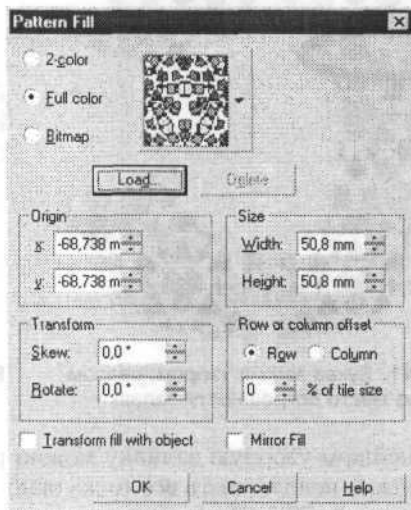 Pattern Fill
2-color
Full color
Bitmap
Load...
Delete
Origin
x: -68,738 m
y: -68,738 m
Size
Width: 50,8 mm
Height: 50,8 mm
Transform
Skew: 0,0 °
Rotate: 0,0 °
Row or column offset
Row Column
0 % of tile size
Transform fill with object
Mirror Fill
OK Cancel Help